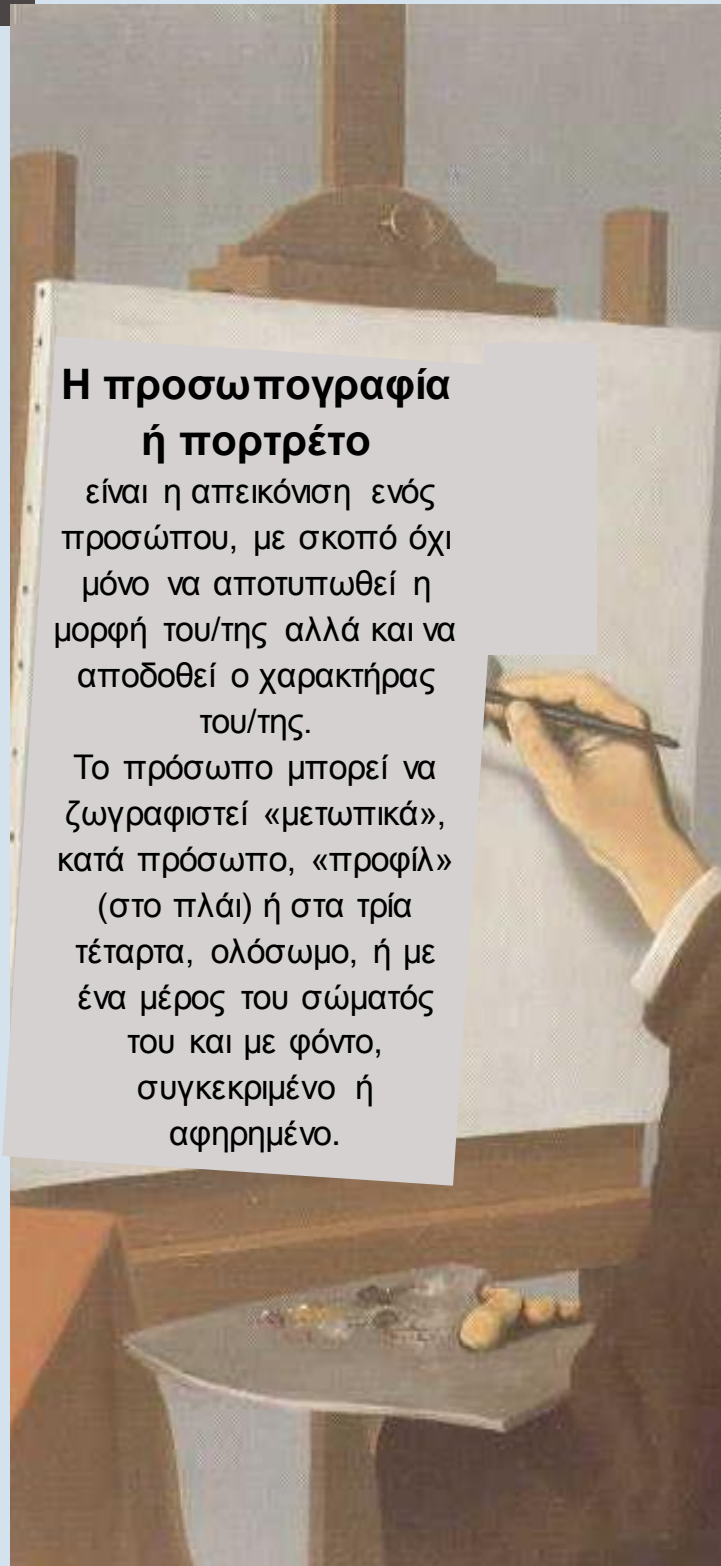 Η προσωπογραφία
ή πορτρέτο
είναι η απεικόνιση ενός
προσώπου, με σκοπό όχι
μόνο να αποτυπωθεί η
μορφή του/της αλλά και να
αποδοθεί ο χαρακτήρας
του/της.
Το πρόσωπο μπορεί να
ζωγραφιστεί «μετωπικά»,
κατά πρόσωπο, «προφίλ»
(στο πλάι) ή στα τρία
τέταρτα, ολόσωμο, ή με
ένα μέρος του σώματός
του και με φόντο,
συγκεκριμένο ή
αφηρημένο.